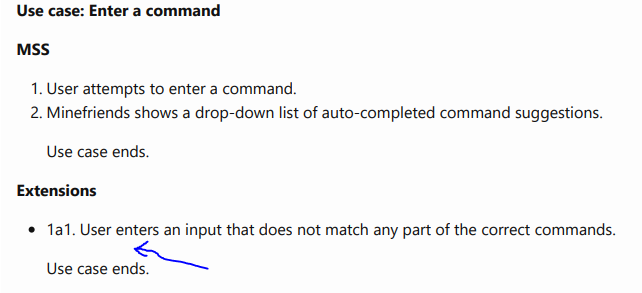 Use case: Enter a command
MSS
1. User attempts to enter a command.
2. Minefriends shows a drop-down list of auto-completed command suggestions.
Use case ends.
Extensions
• 1a1. User enters an input that does not match any part of the correct commands.
Use case ends.